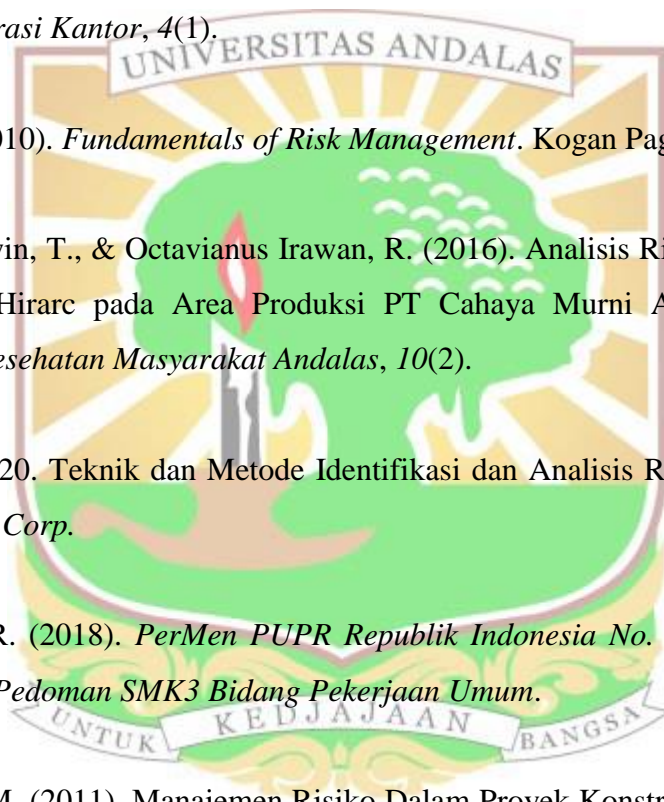 rasi Kantor, 4(1).
UNIVERSITAS ANDALAS
010). Fundamentals of Risk Management. Kogan Pag
vin, T., & Octavianus Irawan, R. (2016). Analisis Ri
Hirarc pada Area Produksi PT Cahaya Murni A
esehatan Masyarakat Andalas, 10(2).
20. Teknik dan Metode Identifikasi dan Analisis R
Corp.
R. (2018). PerMen PUPR Republik Indonesia No.
Pedoman SMK3 Bidang Pekerjaan Umum.
UNTUK KEDJAJAAN BANGSA
M. (2011). Manajemen Risiko Dalam Proyek Konstr